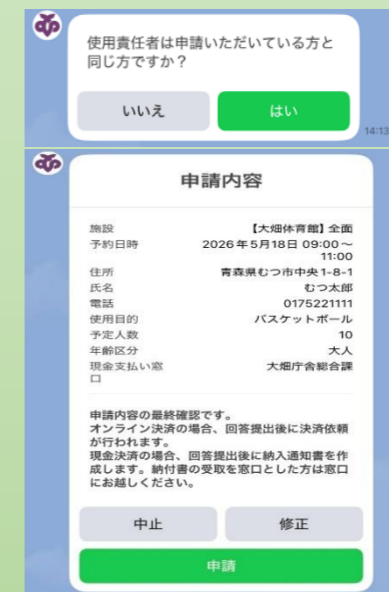 使用責任者は申請いただいている方と
同じ方ですか？
いいえ
はい
14:13
申請内容
施設 【大畑体育館】全面
予約日時 2026年5月18日 09:00～
11:00
住所 青森県むつ市中央1-8-1
氏名 むつ太郎
電話 0175221111
使用目的 バスケットボール
予定人数 10
年齢区分 大人
現金支払い窓 大畑庁舎総合課
口
申請内容の最終確認です。
オンライン決済の場合、回答提出後に決済依頼
が行われます。
現金決済の場合、回答提出後に納入通知書を作
成します。納付書の受取を窓口とした方は窓口
にお越しください。
中止
修正
申請